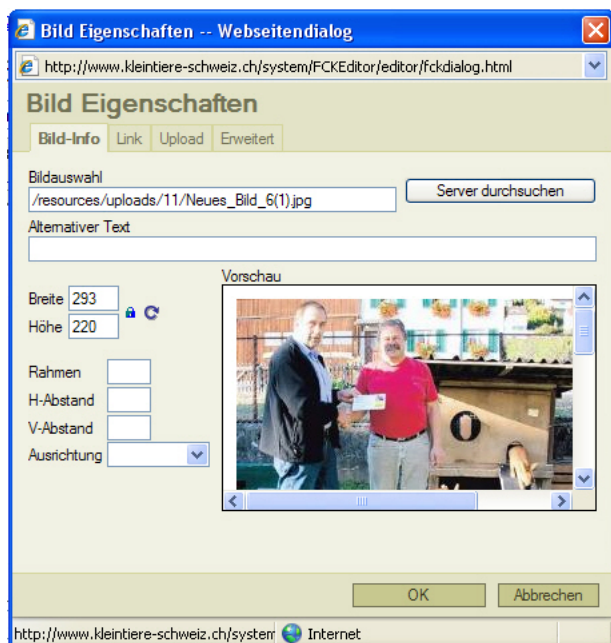 Bild Eigenschaften -- Webseitendialog
http://www.kleintiere-schweiz.ch/system/FCKEditor/editor/fckdialog.html
Bild Eigenschaften
Bild-Info Link Upload Erweitert
Bildauswahl
/resources/uploads/11/Neues_Bild_6(1).jpg Server durchsuchen
Alternativer Text
Vorschau
Breite 293
Höhe 220
Rahmen
H-Abstand
V-Abstand
Ausrichtung
OK Abbrechen
http://www.kleintiere-schweiz.ch/system Internet